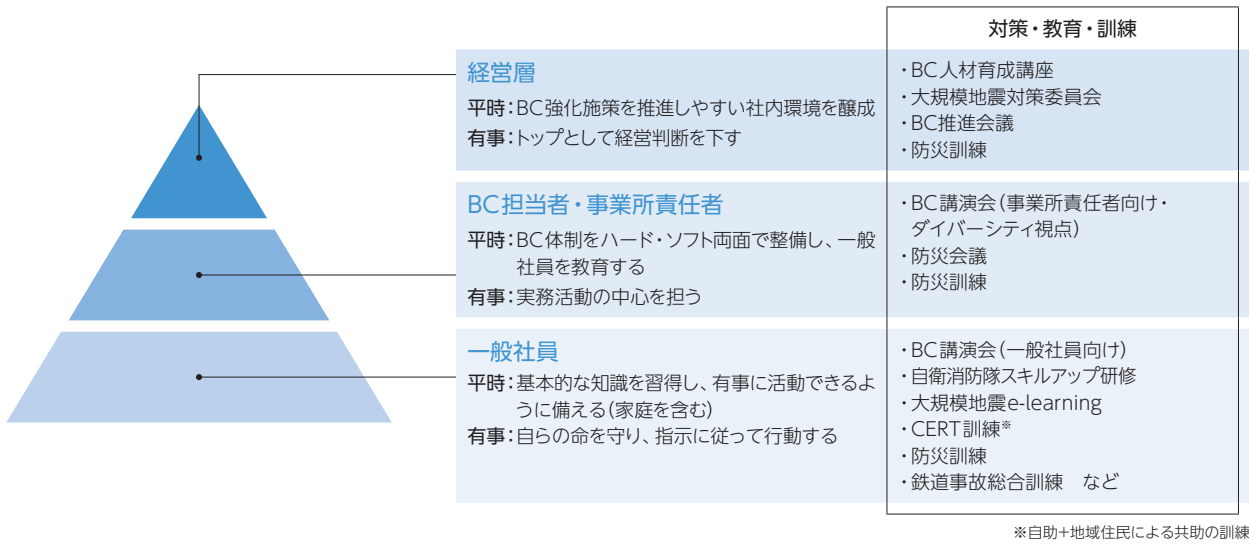 対策・教育・訓練
経営層
平時：BC強化施策を推進しやすい社内環境を醸成
有事：トップとして経営判断を下す
・BC人材育成講座
・大規模地震対策委員会
・BC推進会議
・防災訓練
BC担当者・事業所責任者
平時：BC体制をハード・ソフト両面で整備し、一般
社員を教育する
有事：実務活動の中心を担う
・BC講演会（事業所責任者向け・
ダイバーシティ視点）
・防災会議
・防災訓練
一般社員
平時：基本的な知識を習得し、有事に活動できるよ
うに備える（家庭を含む）
有事：自らの命を守り、指示に従って行動する
・BC講演会（一般社員向け）
・自衛消防隊スキルアップ研修
・大規模地震e-learning
・CERT訓練※
・防災訓練
・鉄道事故総合訓練　など
※自助+地域住民による共助の訓練